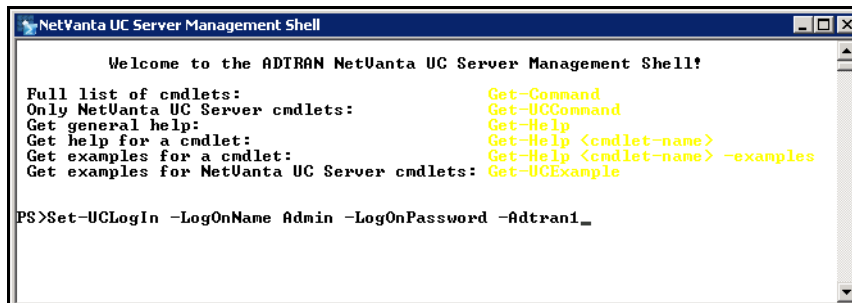 NetVanta UC Server Management Shell
Welcome to the ADTRAN NetVanta UC Server Management Shell!
Full list of cmdlets: Get-Command
Only NetVanta UC Server cmdlets: Get-UCCommand
Get general help: Get-Help
Get help for a cmdlet: Get-Help <cmdlet-name>
Get examples for a cmdlet: Get-Help <cmdlet-name> -examples
Get examples for NetVanta UC Server cmdlets: Get-UCExample
PS>Set-UCLogIn -LogOnName Admin -LogOnPassword -Adtran1_